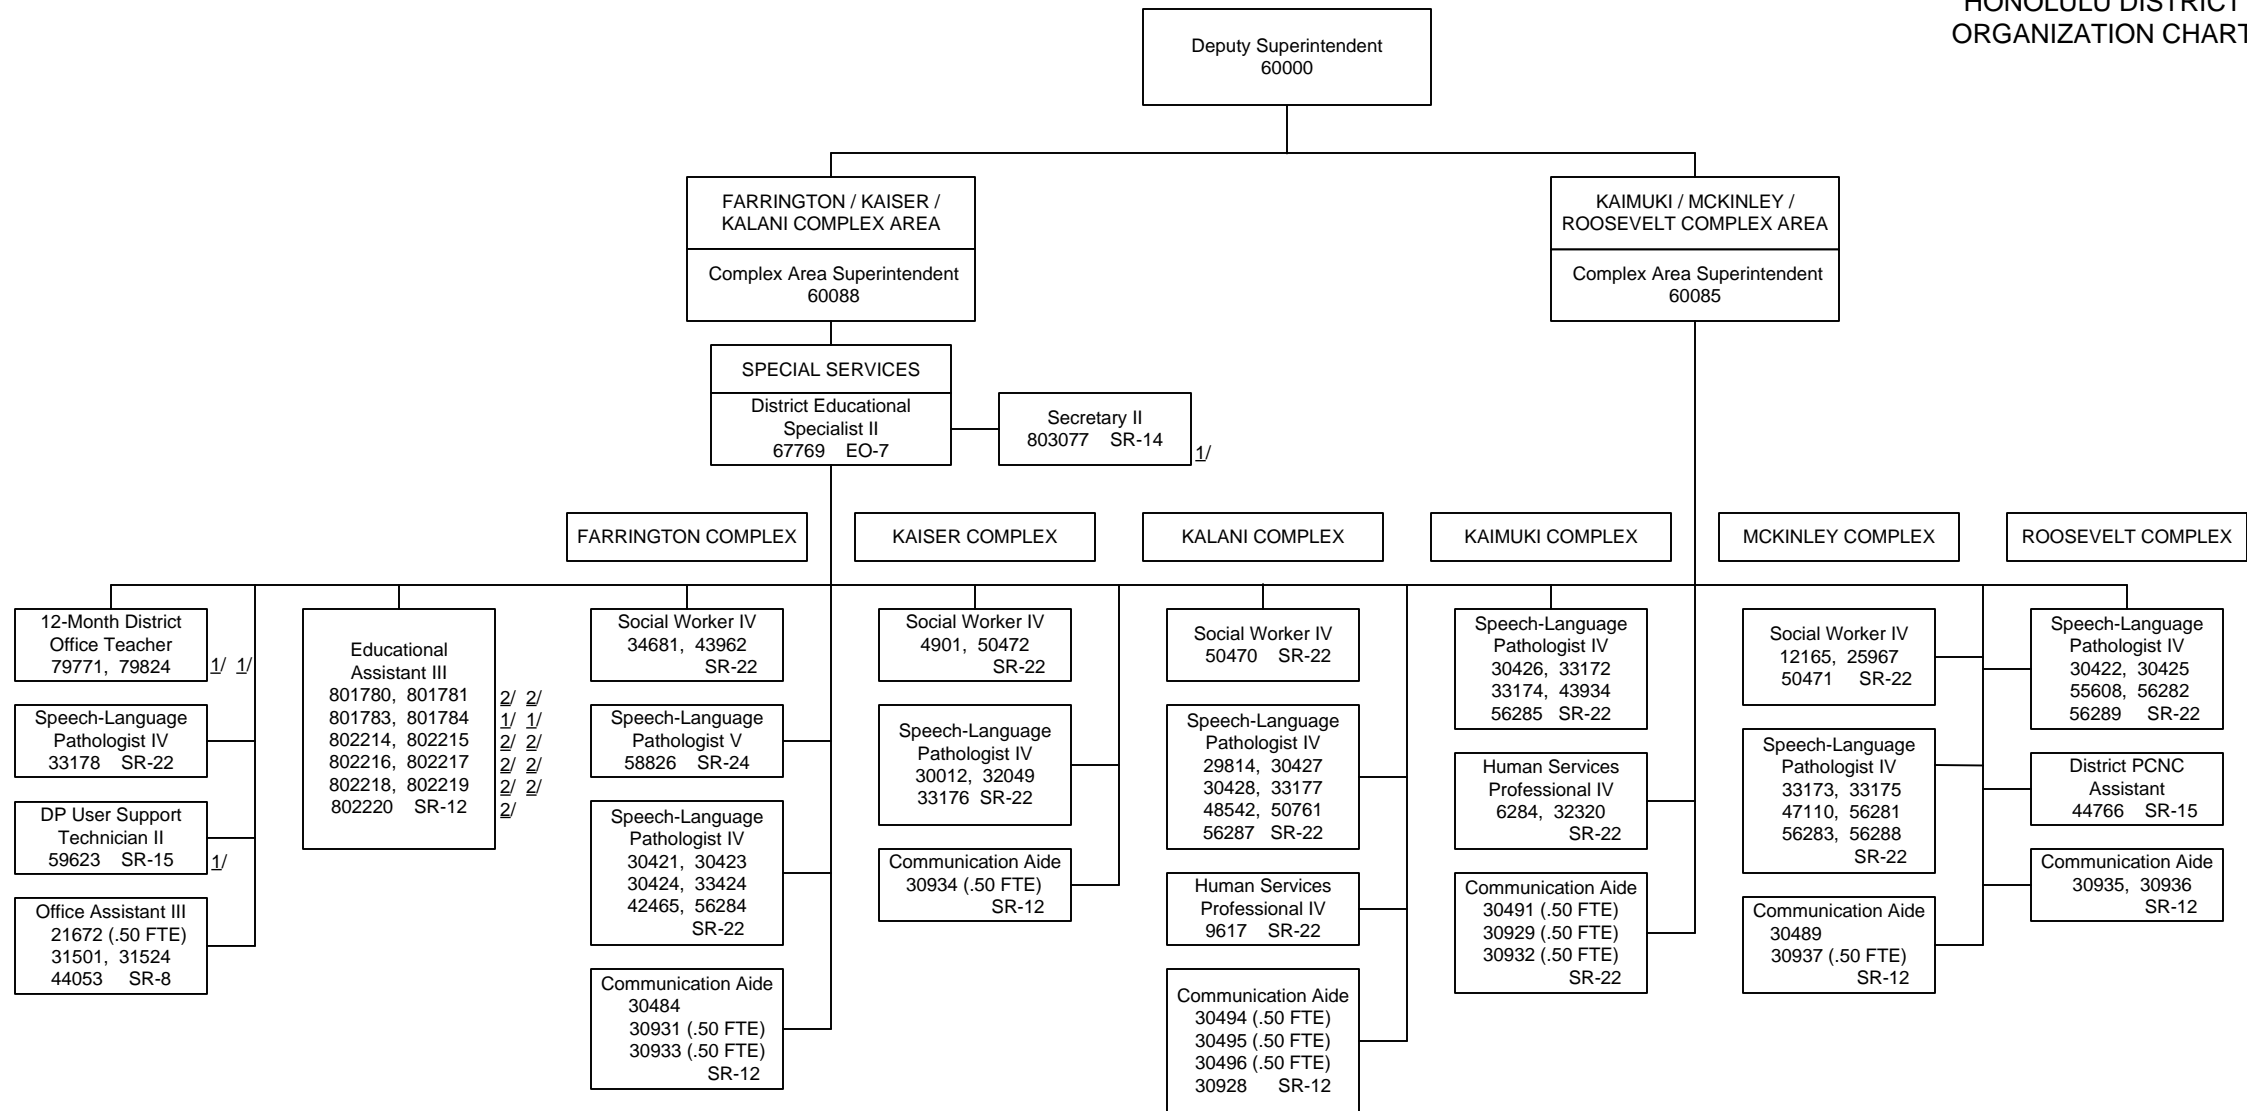 HONOLULU DISTRICT
ORGANIZATION CHART
Deputy Superintendent
60000
FARRINGTON / KAISER /
KALANI COMPLEX AREA
Complex Area Superintendent
60088
KAIMUKI / MCKINLEY /
ROOSEVELT COMPLEX AREA
Complex Area Superintendent
60085
SPECIAL SERVICES
District Educational
Specialist II
67769 EO-7
Secretary II
803077 SR-14
1/
FARRINGTON COMPLEX
KAISER COMPLEX
KALANI COMPLEX
KAIMUKI COMPLEX
MCKINLEY COMPLEX
ROOSEVELT COMPLEX
12-Month District
Office Teacher
79771, 79824 1/ 1/
Speech-Language
Pathologist IV
33178 SR-22
DP User Support
Technician II
59623 SR-15 1/
Office Assistant III
21672 (.50 FTE)
31501, 31524
44053 SR-8
Educational
Assistant III
801780, 801781 2/ 2/
801783, 801784 1/ 1/
802214, 802215 2/ 2/
802216, 802217 2/ 2/
802218, 802219 2/ 2/
802220 SR-12 2/
Social Worker IV
34681, 43962
SR-22
Speech-Language
Pathologist V
58826 SR-24
Speech-Language
Pathologist IV
30421, 30423
30424, 33424
42465, 56284
SR-22
Communication Aide
30484
30931 (.50 FTE)
30933 (.50 FTE)
SR-12
Social Worker IV
4901, 50472
SR-22
Speech-Language
Pathologist IV
30012, 32049
33176 SR-22
Communication Aide
30934 (.50 FTE)
SR-12
Social Worker IV
50470 SR-22
Speech-Language
Pathologist IV
29814, 30427
30428, 33177
48542, 50761
56287 SR-22
Human Services
Professional IV
9617 SR-22
Communication Aide
30494 (.50 FTE)
30495 (.50 FTE)
30496 (.50 FTE)
30928 SR-12
Speech-Language
Pathologist IV
30426, 33172
33174, 43934
56285 SR-22
Human Services
Professional IV
6284, 32320
SR-22
Communication Aide
30491 (.50 FTE)
30929 (.50 FTE)
30932 (.50 FTE)
SR-22
Social Worker IV
12165, 25967
50471 SR-22
Speech-Language
Pathologist IV
33173, 33175
47110, 56281
56283, 56288
SR-22
Communication Aide
30489
30937 (.50 FTE)
SR-12
Speech-Language
Pathologist IV
30422, 30425
55608, 56282
56289 SR-22
District PCNC
Assistant
44766 SR-15
Communication Aide
30935, 30936
SR-12